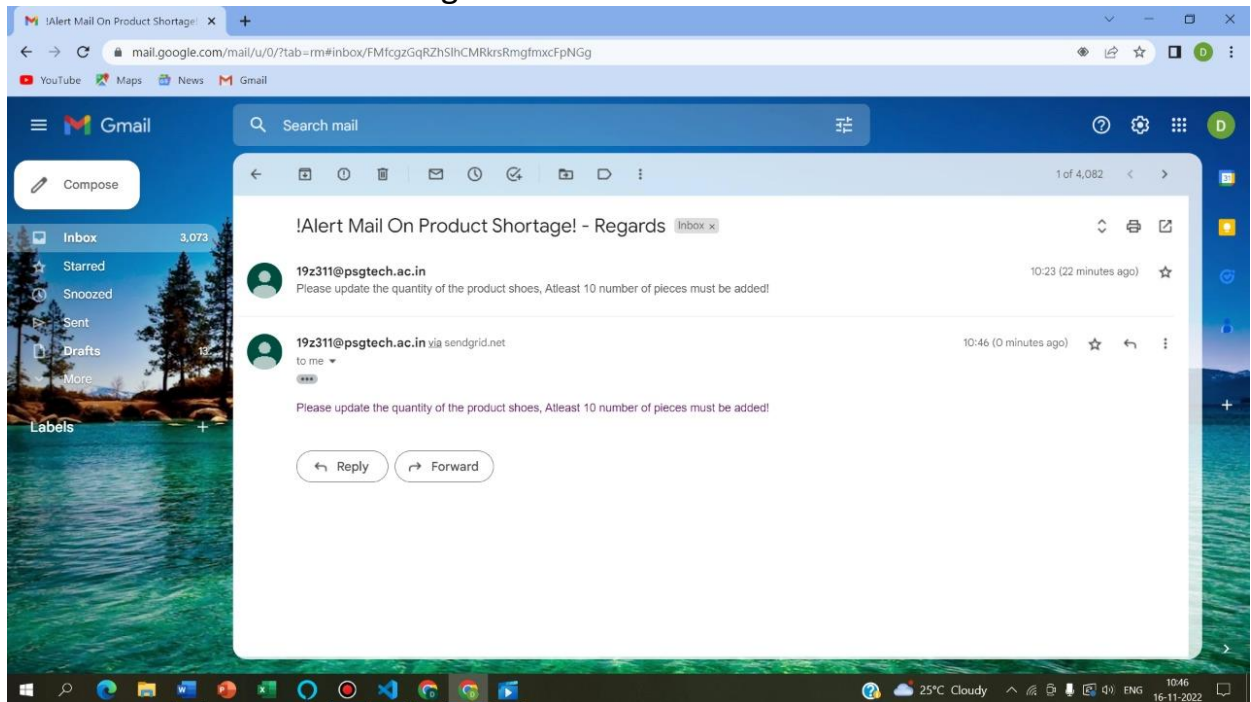 !Alert Mail On Product Shortage!
mail.google.com/mail/u/0/?tab=rm#inbox/FMfcgzGqRZhSlhCMRkrsRmgfmxcFpNGg
D
YouTube Maps News Gmail
Gmail
Search mail
D
Compose
1 of 4,082
!Alert Mail On Product Shortage! - Regards Inbox x
Inbox 3,073
Starred
Snoozed
Sent
Drafts 13
More
Labels
19z311@psgtech.ac.in 10:23 (22 minutes ago)
Please update the quantity of the product shoes, Atleast 10 number of pieces must be added!
19z311@psgtech.ac.in via sendgrid.net 10:46 (0 minutes ago)
to me
Please update the quantity of the product shoes, Atleast 10 number of pieces must be added!
Reply Forward
25°C Cloudy ENG 10:46
16-11-2022